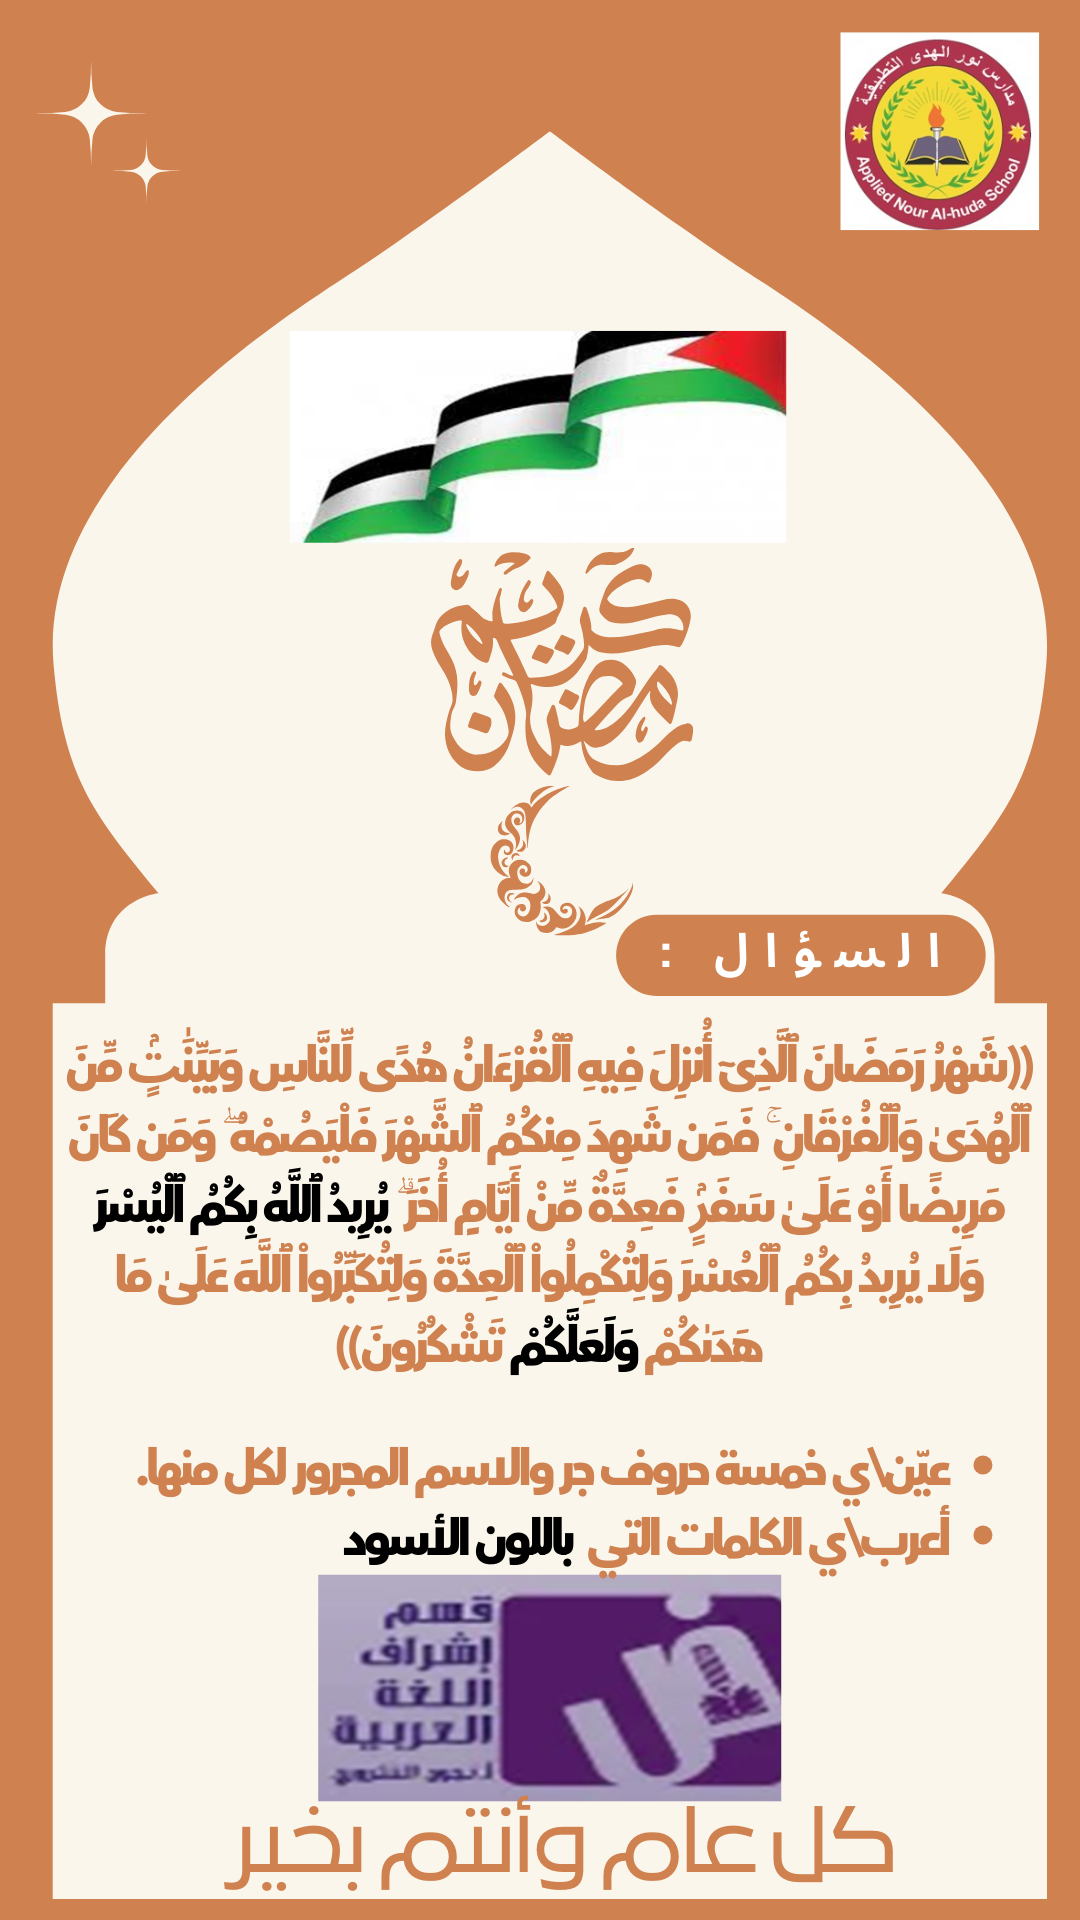 مدارس نور الهدى التطبيقية
Applied Nour Al-huda School
رمضان كريم
السؤال :
((شَهْرُ رَمَضَانَ ٱلَّذِىٓ أُنزِلَ فِيهِ ٱلْقُرْءَانُ هُدًى لِّلنَّاسِ وَبَيِّنَٰتٍۢ مِّنَ
ٱلْهُدَىٰ وَٱلْفُرْقَانِ ۚ فَمَن شَهِدَ مِنكُمُ ٱلشَّهْرَ فَلْيَصُمْهُ ۖ وَمَن كَانَ
مَرِيضًا أَوْ عَلَىٰ سَفَرٍۢ فَعِدَّةٌ مِّنْ أَيَّامٍ أُخَرَ ۗ يُرِيدُ ٱللَّهُ بِكُمُ ٱلْيُسْرَ
وَلَا يُرِيدُ بِكُمُ ٱلْعُسْرَ وَلِتُكْمِلُوا۟ ٱلْعِدَّةَ وَلِتُكَبِّرُوا۟ ٱللَّهَ عَلَىٰ مَا
هَدَىٰكُمْ وَلَعَلَّكُمْ تَشْكُرُونَ))
• عيّن\ي خمسة حروف جر والاسم المجرور لكل منها.
• أعرب\ي الكلمات التي باللون الأسود
قسم
إشراف
اللغة
العربية
ض
كل عام وأنتم بخير